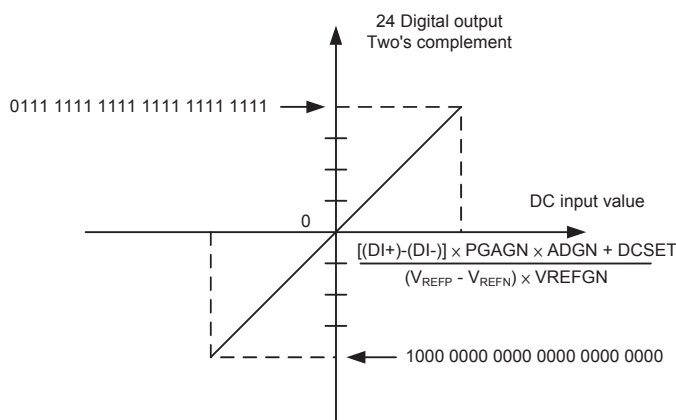 24 Digital output
Two's complement
0111 1111 1111 1111 1111 1111
DC input value
0
[(DI+)-(DI-)] × PGAGN × ADGN + DCSET
(VREFP - VREFN) × VREFGN
1000 0000 0000 0000 0000 0000